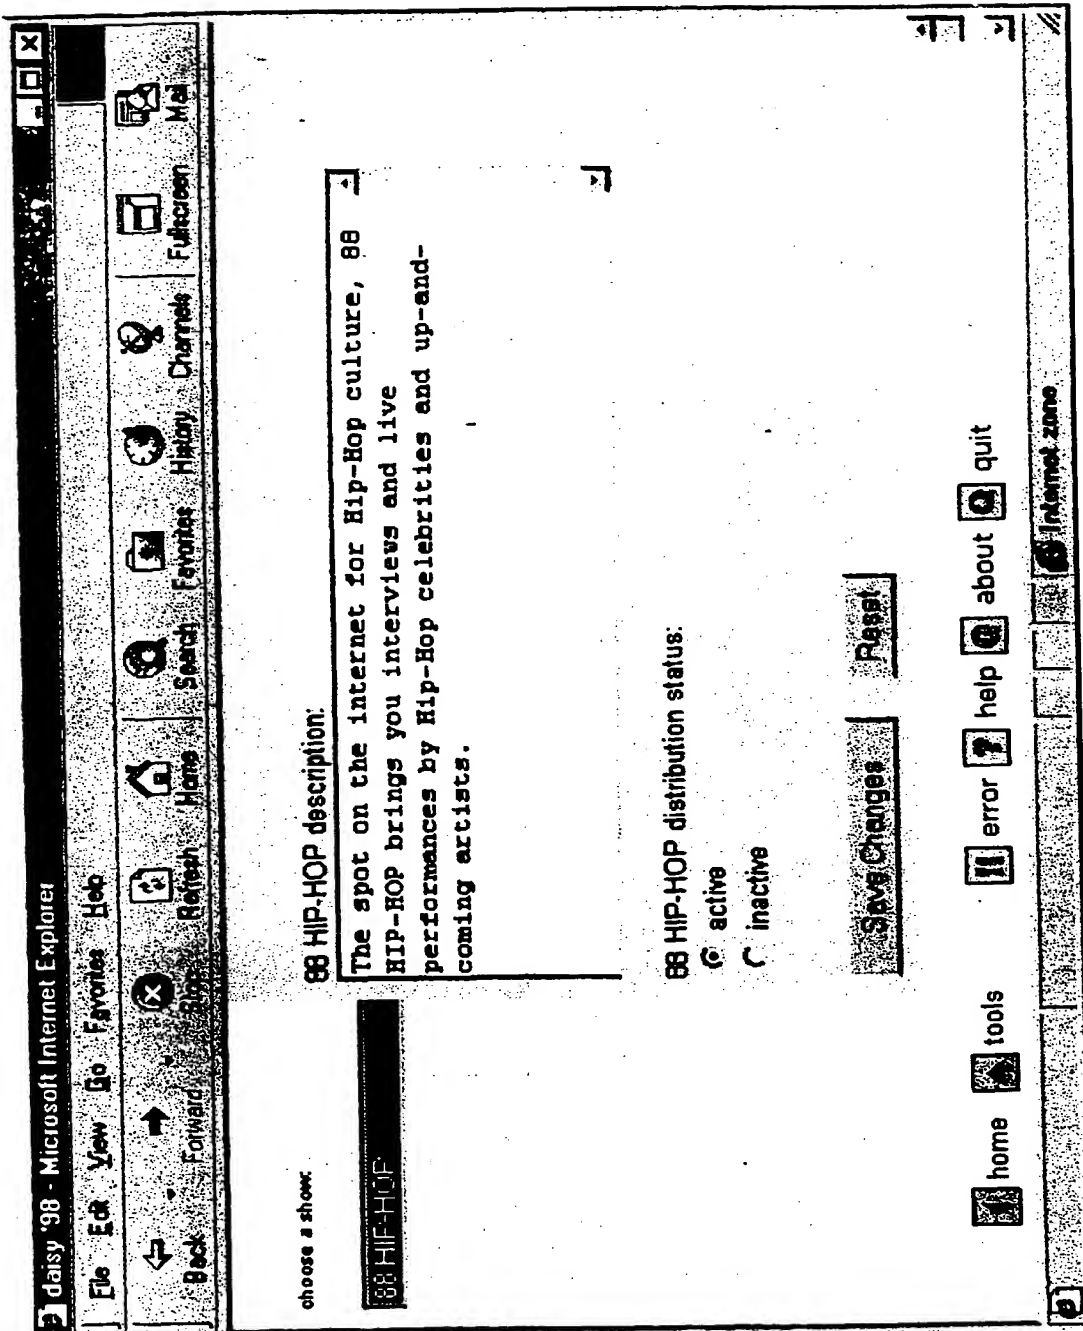 daisy '98 - Microsoft Internet Explorer
File Edit View Go Favorites Help
Back Forward Stop Refresh Home Search Favorites History Channels Fullscreen Mail
choose a show:
88 HIP-HOP
88 HIP-HOP description:
The spot on the internet for Hip-Hop culture, 88
HIP-HOP brings you interviews and live
performances by Hip-Hop celebrities and up-and-
coming artists.
88 HIP-HOP distribution status:
active
inactive
Save Changes Reset
home tools !! error ? help @ about Q quit
Internet zone